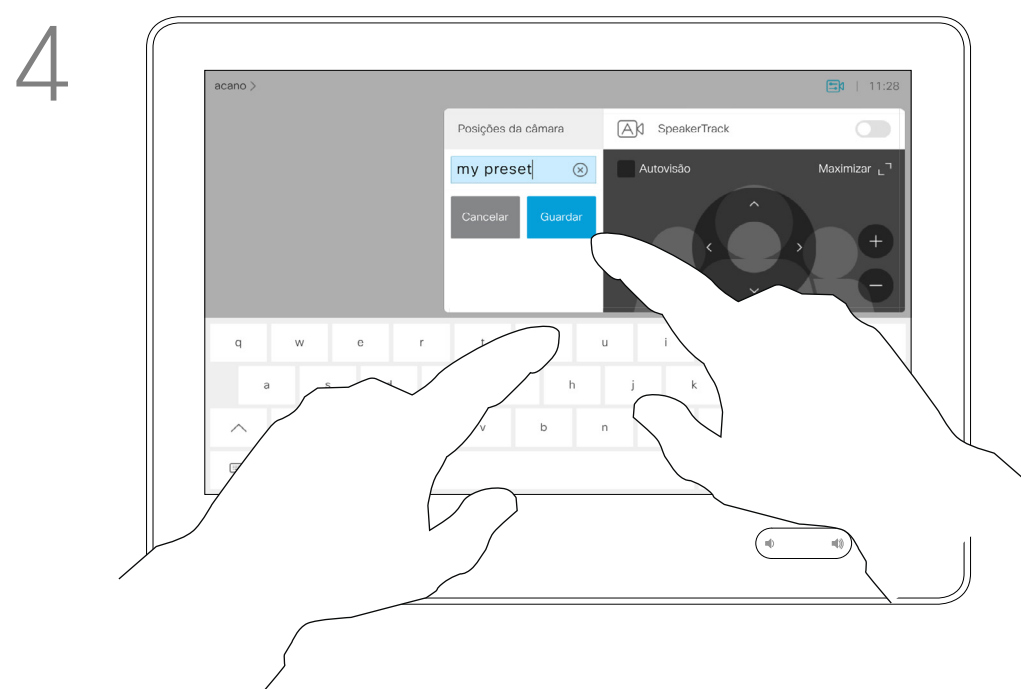 4
acano >
11:28
Posições da câmara
SpeakerTrack
my preset
Autovisão
Maximizar
Cancelar
Guardar
q w e r t u i
a s d h j k
v b n